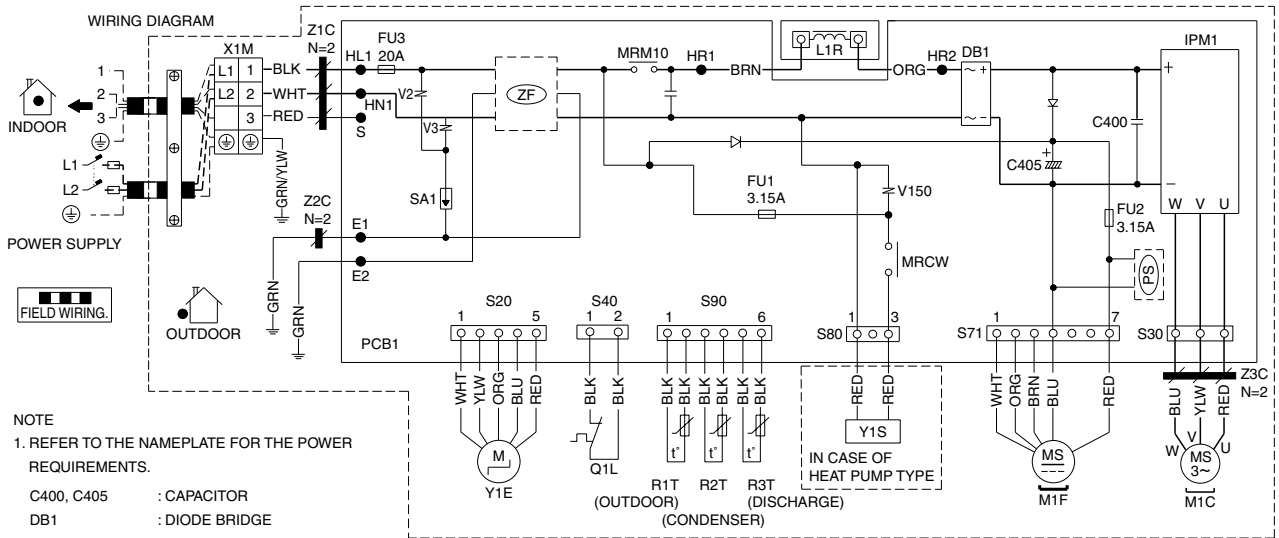 WIRING DIAGRAM
X1M
Z1C
N=2
HL1
FU3
20A
MRM10
HR1
BRN
L1R
ORG
HR2
DB1
IPM1
1
2
3
INDOOR
L1 1
L2 2
3
BLK
WHT
RED
HN1
S
V2
V3
ZF
~ +
~ −
+
−
C400
C405
+
L1
L2
POWER SUPPLY
GRN/YLW
Z2C
N=2
E1
E2
SA1
FU1
3.15A
V150
MRCW
FU2
3.15A
PS
W V U
FIELD WIRING.
OUTDOOR
GRN
GRN
PCB1
S20
1 5
S40
1 2
S90
1 6
S80
1 3
S71
1 7
S30
WHT YLW ORG BLU RED
BLK BLK
BLK BLK BLK BLK BLK BLK
RED RED
WHT ORG BRN BLU RED
BLU YLW RED
Z3C
N=2
M
Y1E
Q1L
t° t° t°
R1T R2T R3T
(OUTDOOR) (DISCHARGE)
(CONDENSER)
Y1S
IN CASE OF
HEAT PUMP TYPE
MS
M1F
W V U
MS
3~
M1C
NOTE
1. REFER TO THE NAMEPLATE FOR THE POWER
REQUIREMENTS.
C400, C405 : CAPACITOR
DB1 : DIODE BRIDGE